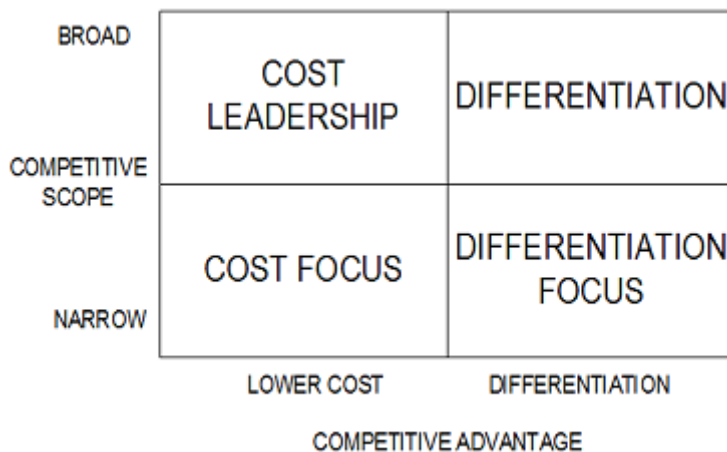 BROAD
COST
LEADERSHIP
DIFFERENTIATION
COMPETITIVE
SCOPE
COST FOCUS
DIFFERENTIATION
FOCUS
NARROW
LOWER COST
DIFFERENTIATION
COMPETITIVE ADVANTAGE